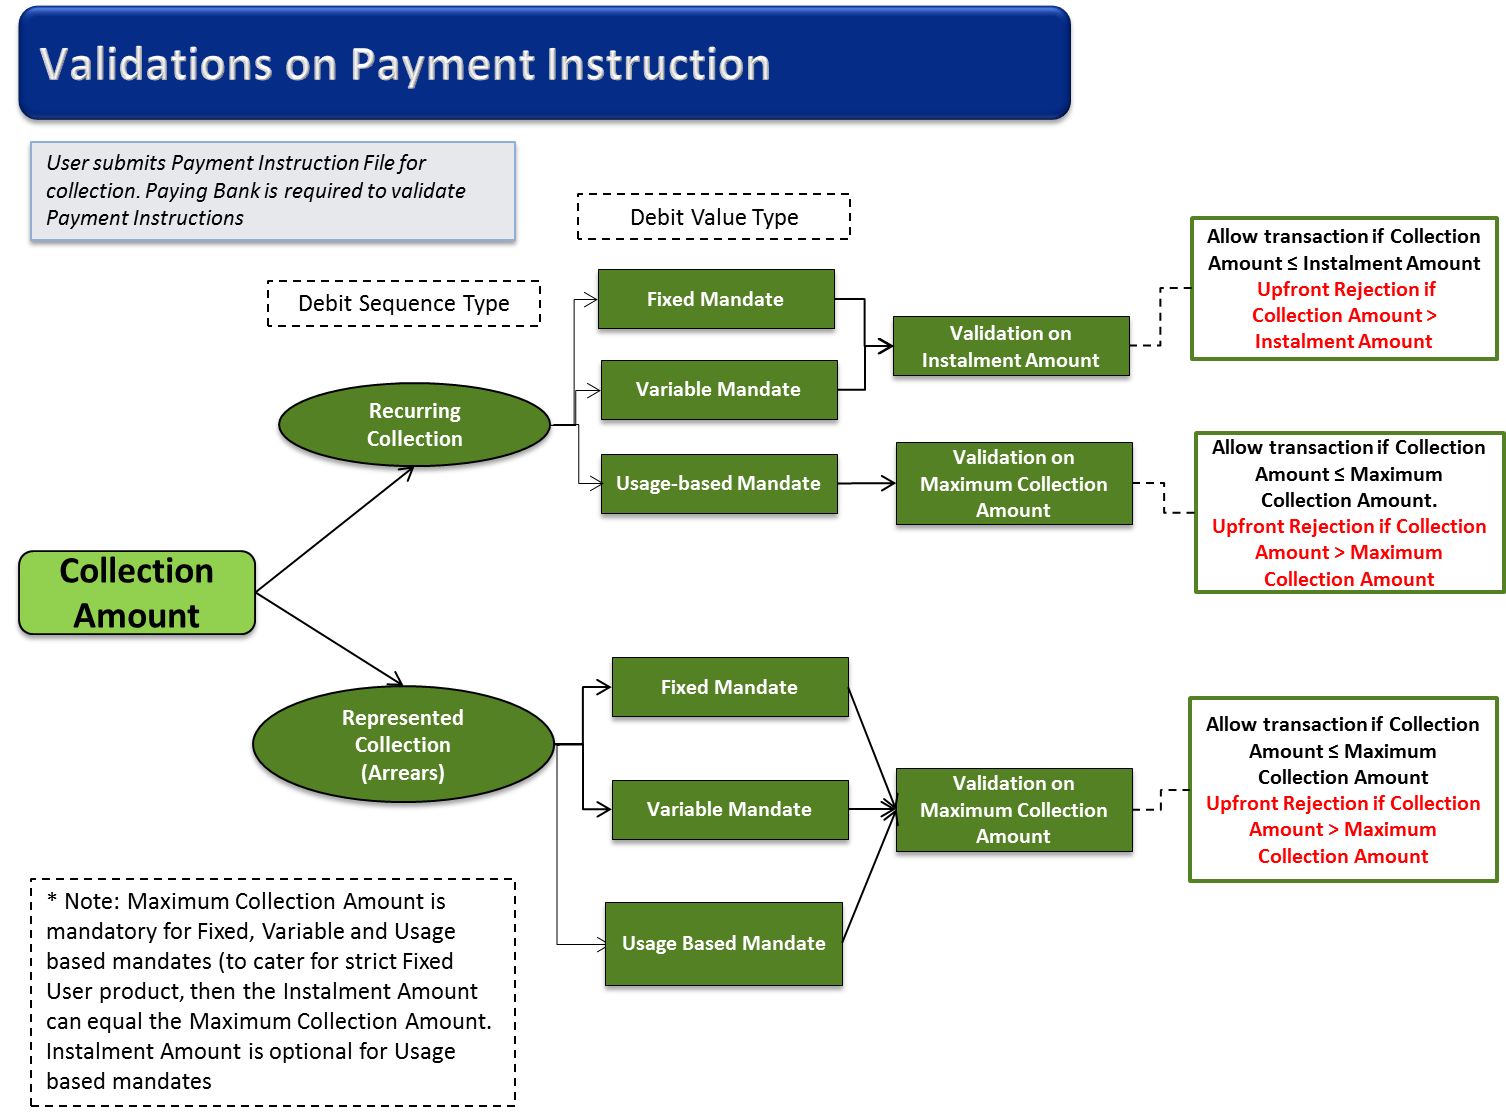 Validations on Payment Instruction
User submits Payment Instruction File for
collection. Paying Bank is required to validate
Payment Instructions
Debit Value Type
Debit Sequence Type
Fixed Mandate
Variable Mandate
Usage-based Mandate
Recurring
Collection
Validation on
Instalment Amount
Validation on
Maximum Collection
Amount
Allow transaction if Collection
Amount ≤ Instalment Amount
Upfront Rejection if
Collection Amount >
Instalment Amount
Allow transaction if Collection
Amount ≤ Maximum
Collection Amount.
Upfront Rejection if Collection
Amount > Maximum
Collection Amount
Collection
Amount
Represented
Collection
(Arrears)
Fixed Mandate
Variable Mandate
Usage Based Mandate
Validation on
Maximum Collection
Amount
Allow transaction if Collection
Amount ≤ Maximum
Collection Amount
Upfront Rejection if Collection
Amount > Maximum
Collection Amount
* Note: Maximum Collection Amount is
mandatory for Fixed, Variable and Usage
based mandates (to cater for strict Fixed
User product, then the Instalment Amount
can equal the Maximum Collection Amount.
Instalment Amount is optional for Usage
based mandates